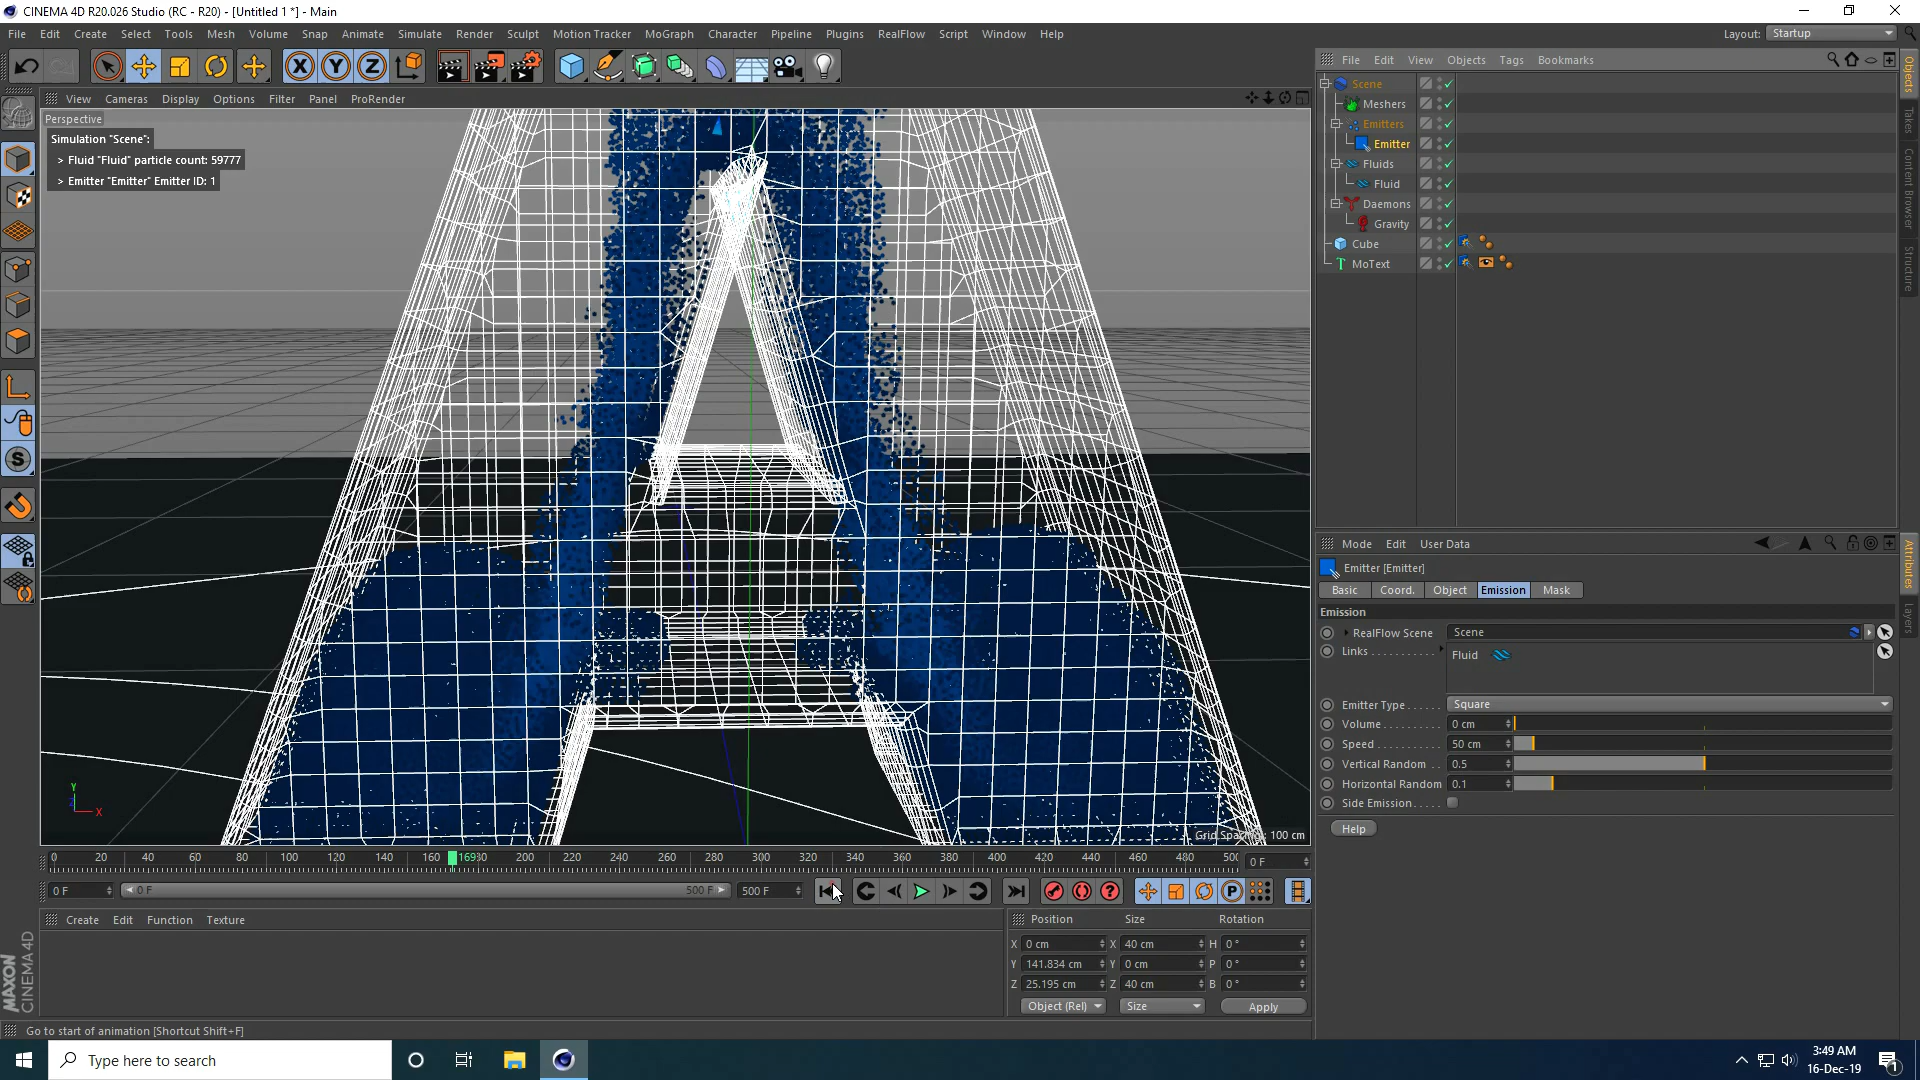 CINEMA 4D R20.026 Studio (RC - R20) - [Untitled 1 *] - Main
File Edit Create Select Tools Mesh Volume Snap Animate Simulate Render Sculpt Motion Tracker MoGraph Character Pipeline Plugins RealFlow Script Window Help
Layout: Startup
File Edit View Objects Tags Bookmarks
View Cameras Display Options Filter Panel ProRender
Perspective
Simulation "Scene":
> Fluid "Fluid" particle count: 59777
> Emitter "Emitter" Emitter ID: 1
Scene
Meshers
Emitters
Emitter
Fluids
Fluid
Daemons
Gravity
Cube
MoText
Objects
Takes
Content Browser
Structure
Mode Edit User Data
Emitter [Emitter]
Basic Coord. Object Emission Mask
Emission
RealFlow Scene Scene
Links Fluid
Emitter Type Square
Volume 0 cm
Speed 50 cm
Vertical Random 0.5
Horizontal Random 0.1
Side Emission
Help
Attributes
Layers
Y
Z
X
Grid Spacing: 100 cm
0 20 40 60 80 100 120 140 160 169 200 220 240 260 280 300 320 340 360 380 400 420 440 460 480 500 0 F
0 F 0 F 500 F 500 F
Create Edit Function Texture
Position Size Rotation
X 0 cm X 40 cm H 0 °
Y 141.834 cm Y 0 cm P 0 °
Z 25.195 cm Z 40 cm B 0 °
Object (Rel) Size Apply
MAXON
CINEMA 4D
Go to start of animation [Shortcut Shift+F]
Type here to search
3:49 AM
16-Dec-19
1